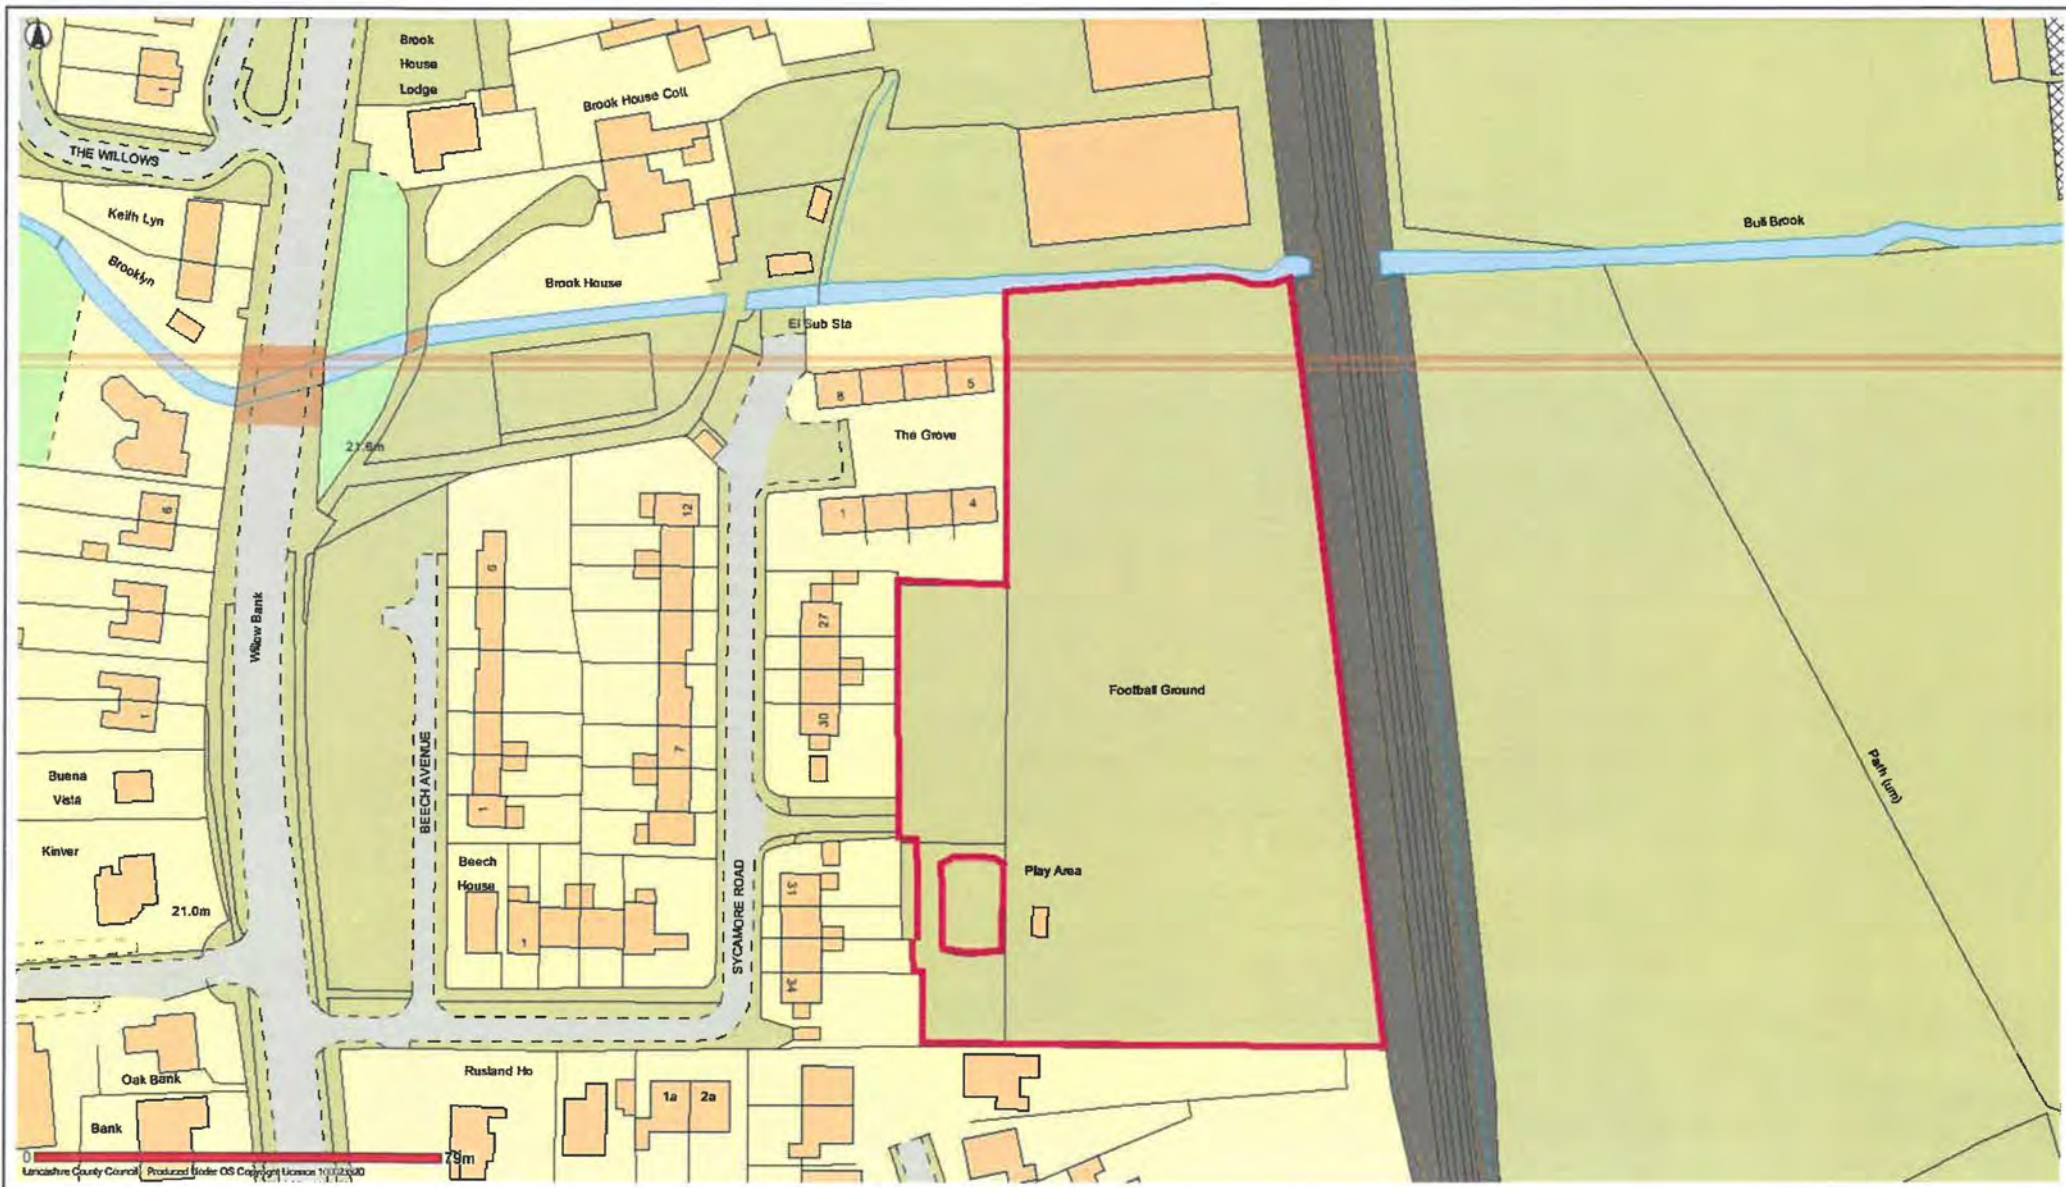 Brook
House
Lodge
Brook House Cott
THE WILLOWS
Keith Lyn
Bull Brook
Brooklyn
Brook House
El Sub Sta
8
5
The Grove
21.6m
6
12
1
4
6
Willow Bank
27
Football Ground
1
30
7
Buena
Vista
BEECH AVENUE
Path (um)
1
Kinver
Beech
House
Play Area
31
21.0m
SYCAMORE ROAD
1
34
Oak Bank
Rusland Ho
1a
2a
Bank
0
79m
Lancashire County Council Produced Under OS Copyright Licence